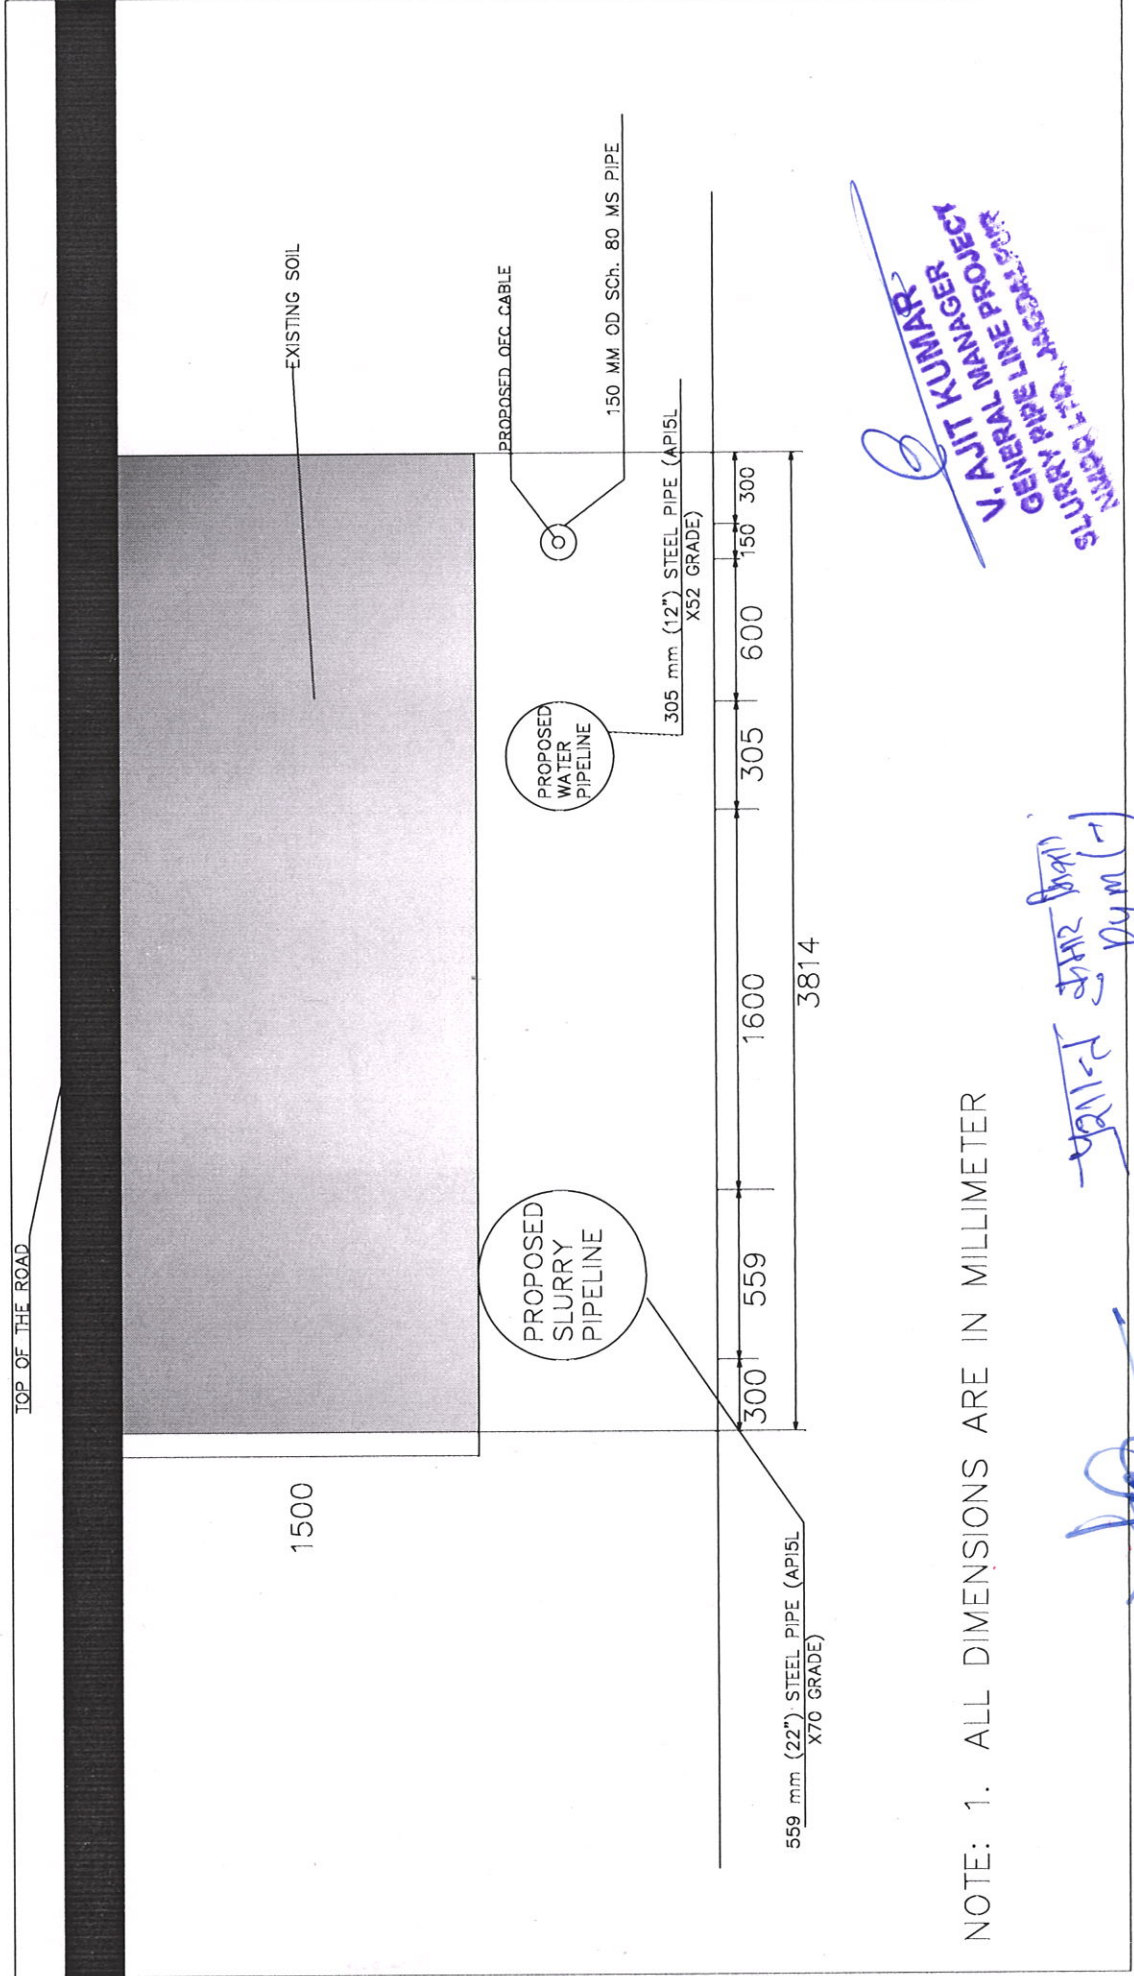 TOP OF THE ROAD
EXISTING SOIL
1500
PROPOSED OFC CABLE
150 MM OD SCh. 80 MS PIPE
PROPOSED
SLURRY
PIPELINE
PROPOSED
WATER
PIPELINE
305 mm (12") STEEL PIPE (API5L
X52 GRADE)
300
559
1600
305
600
150
300
3814
559 mm (22") STEEL PIPE (API5L
X70 GRADE)
NOTE: 1. ALL DIMENSIONS ARE IN MILLIMETER
V. AJIT KUMAR
GENERAL MANAGER
SLURRY PIPE LINE PROJECT
JAGDALPUR
कुमार